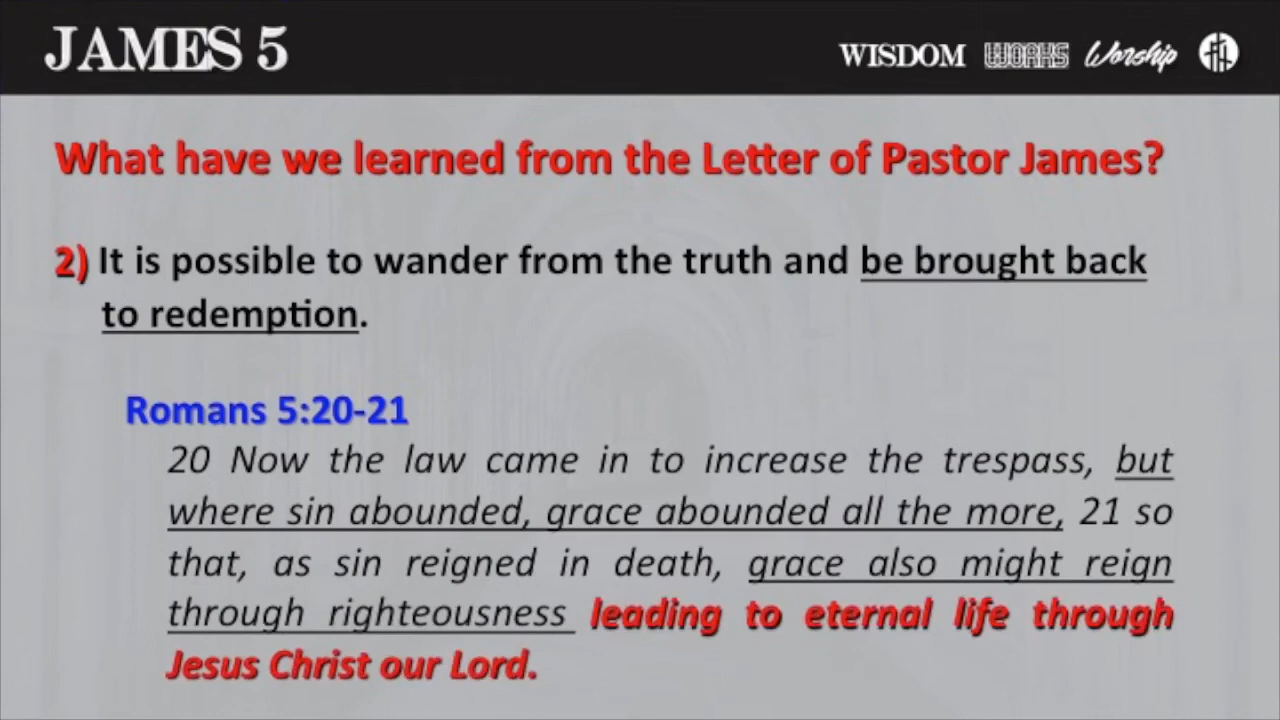 JAMES 5
WISDOM WORKS Worship
What have we learned from the Letter of Pastor James?
2) It is possible to wander from the truth and be brought back
to redemption.
Romans 5:20-21
20 Now the law came in to increase the trespass, but
where sin abounded, grace abounded all the more, 21 so
that, as sin reigned in death, grace also might reign
through righteousness leading to eternal life through
Jesus Christ our Lord.